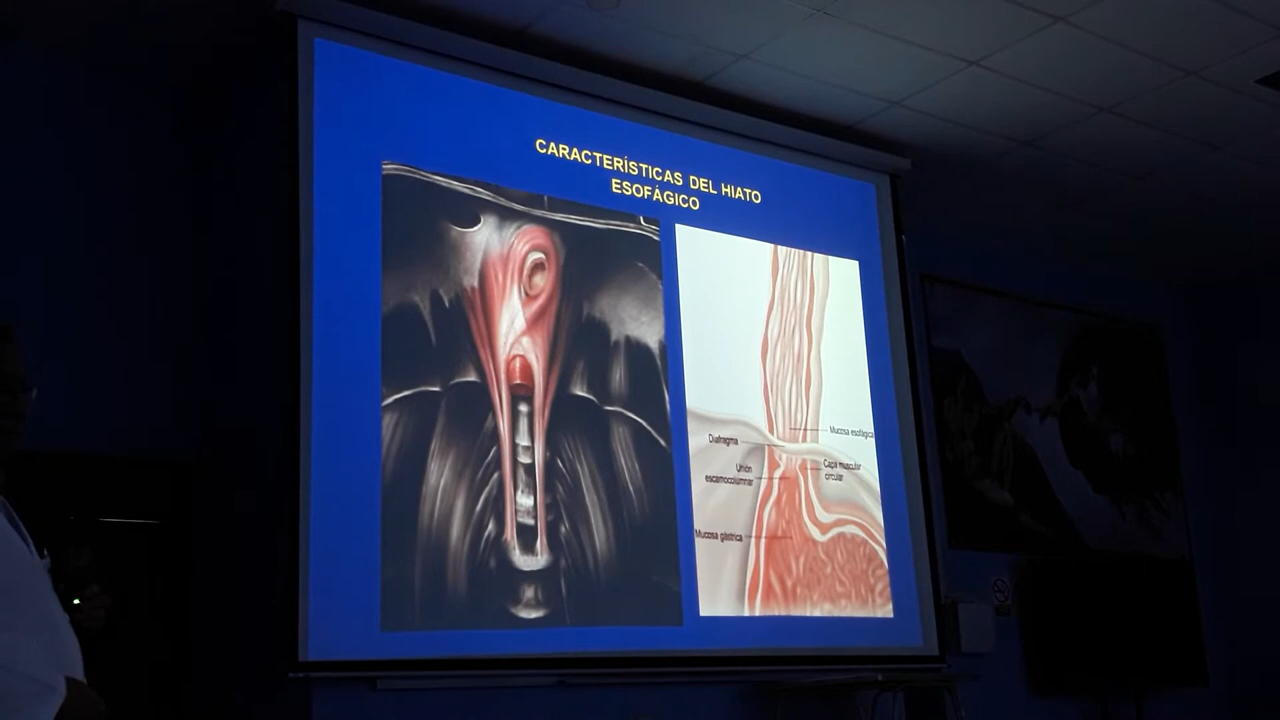 CARACTERÍSTICAS DEL HIATO
ESOFÁGICO
Mucosa esofágica
Diafragma
Unión
escamocolumnar
Capa muscular
circular
Mucosa gástrica